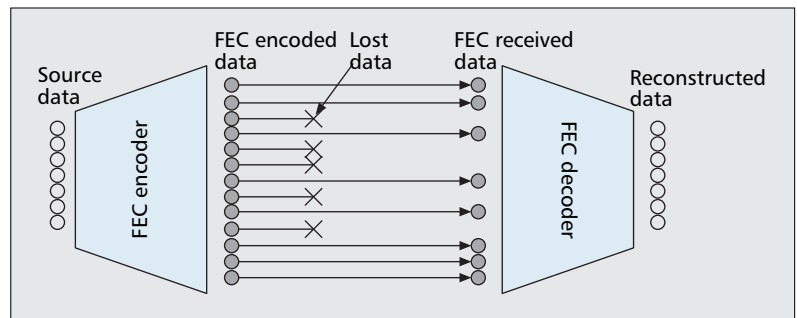 Source
data
FEC encoder
FEC encoded
data
Lost
data
FEC received
data
FEC decoder
Reconstructed
data